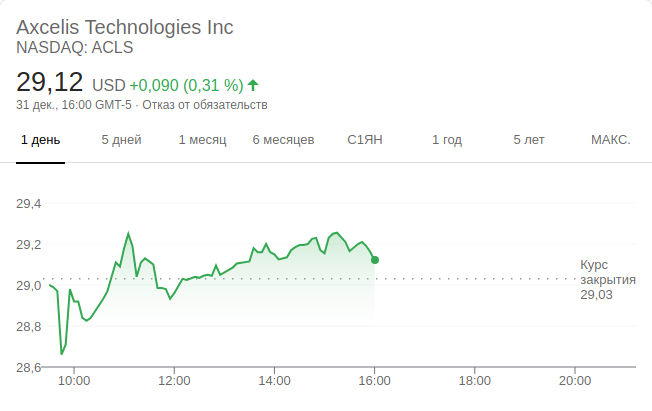 Axcelis Technologies Inc
NASDAQ: ACLS
29,12 USD +0,090 (0,31 %)
31 дек., 16:00 GMT-5 · Отказ от обязательств
1 день 5 дней 1 месяц 6 месяцев С1ЯН 1 год 5 лет МАКС.
29,4
29,2
29,0
28,8
28,6
Курс
закрытия
29,03
10:00 12:00 14:00 16:00 18:00 20:00